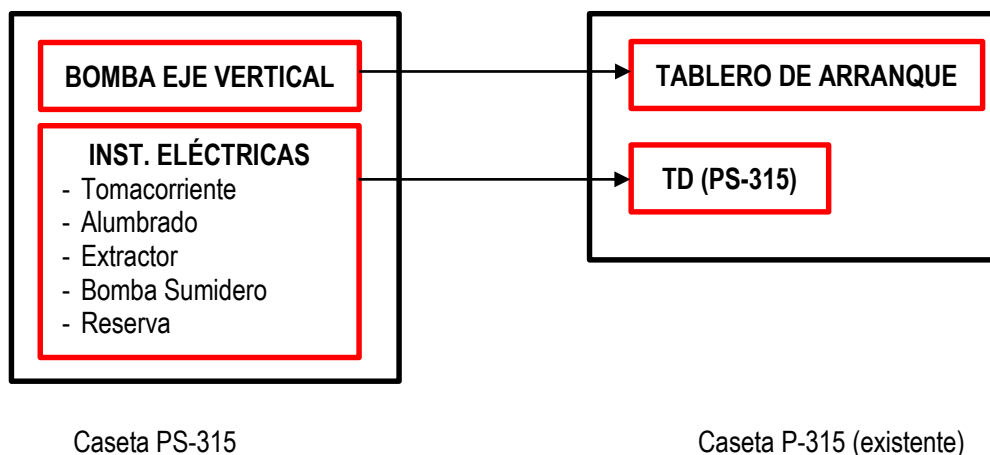 BOMBA EJE VERTICAL
INST. ELÉCTRICAS
- Tomacorriente
- Alumbrado
- Extractor
- Bomba Sumidero
- Reserva
TABLERO DE ARRANQUE
TD (PS-315)
Caseta PS-315
Caseta P-315 (existente)